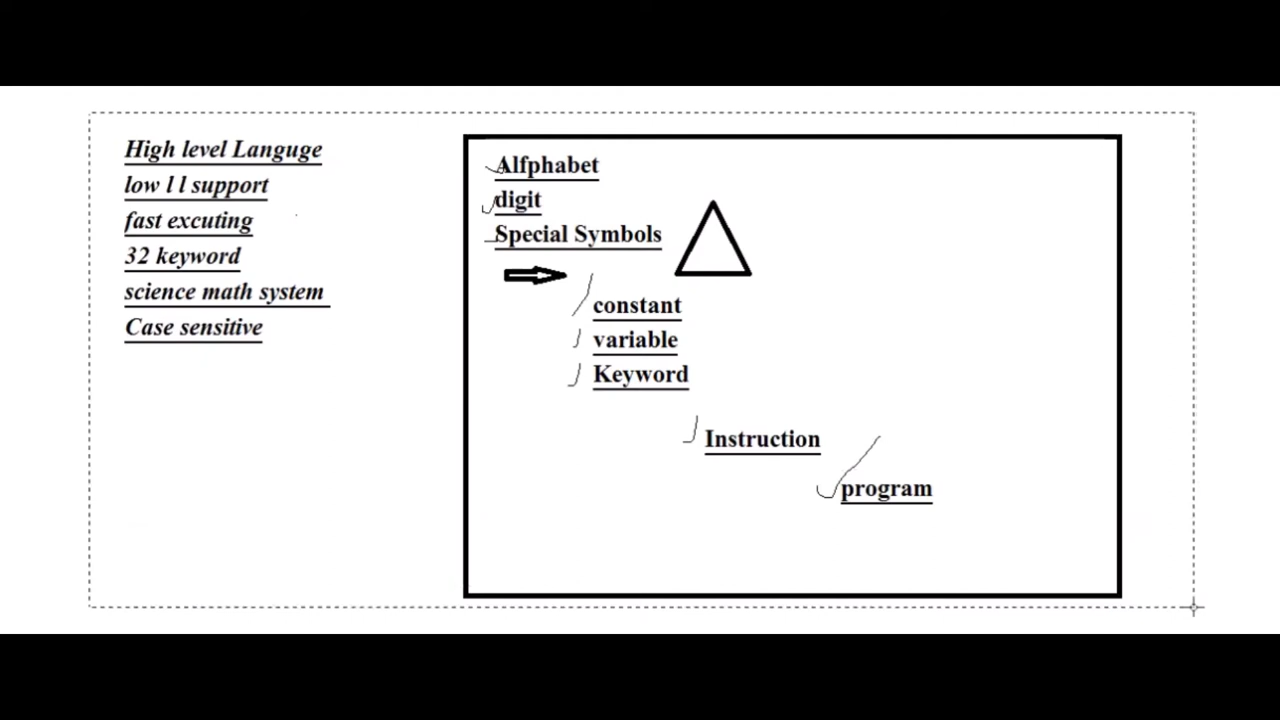 High level Languge
low l l support
fast excuting
32 keyword
science math system
Case sensitive
Alfphabet
digit
Special Symbols
constant
variable
Keyword
Instruction
program